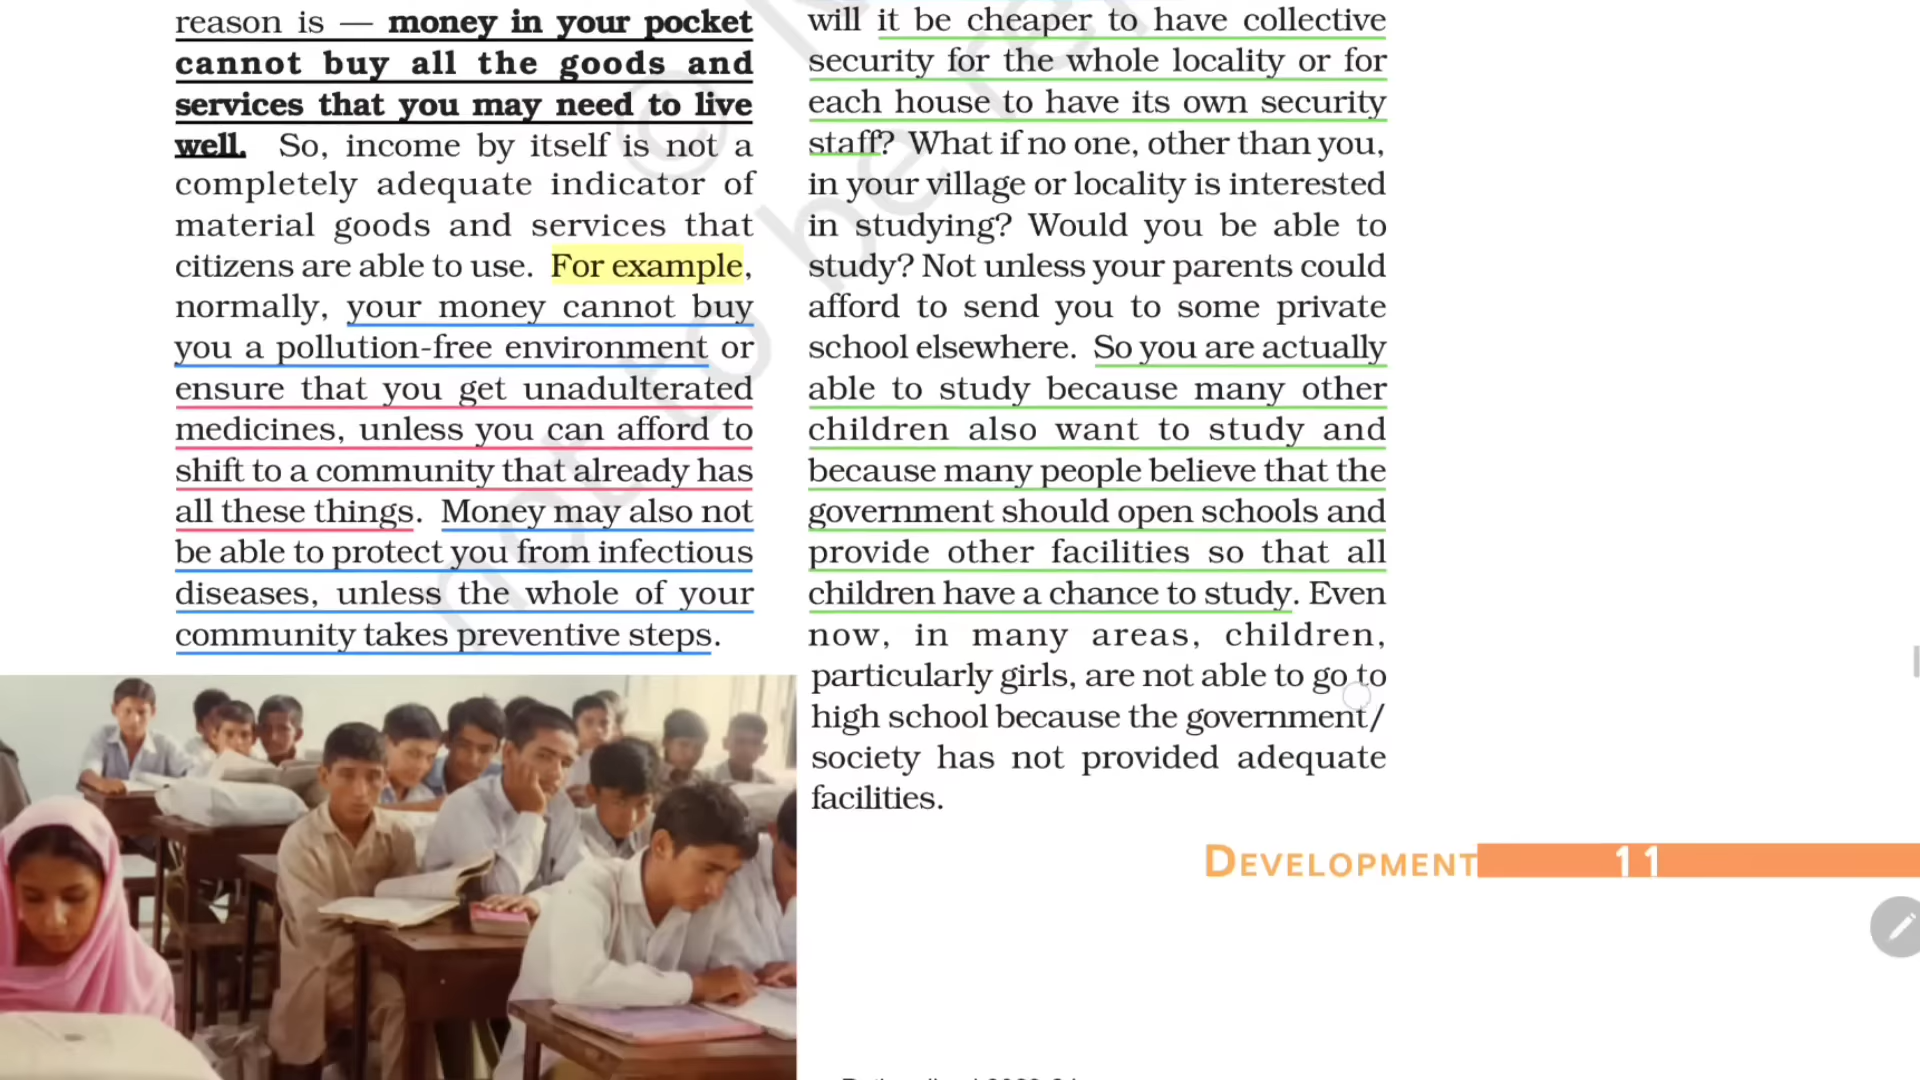 reason is — money in your pocket
cannot buy all the goods and
services that you may need to live
well. So, income by itself is not a
completely adequate indicator of
material goods and services that
citizens are able to use. For example,
normally, your money cannot buy
you a pollution-free environment or
ensure that you get unadulterated
medicines, unless you can afford to
shift to a community that already has
all these things. Money may also not
be able to protect you from infectious
diseases, unless the whole of your
community takes preventive steps.
will it be cheaper to have collective
security for the whole locality or for
each house to have its own security
staff? What if no one, other than you,
in your village or locality is interested
in studying? Would you be able to
study? Not unless your parents could
afford to send you to some private
school elsewhere. So you are actually
able to study because many other
children also want to study and
because many people believe that the
government should open schools and
provide other facilities so that all
children have a chance to study. Even
now, in many areas, children,
particularly girls, are not able to go to
high school because the government/
society has not provided adequate
facilities.
DEVELOPMENT 11
©
not to be re